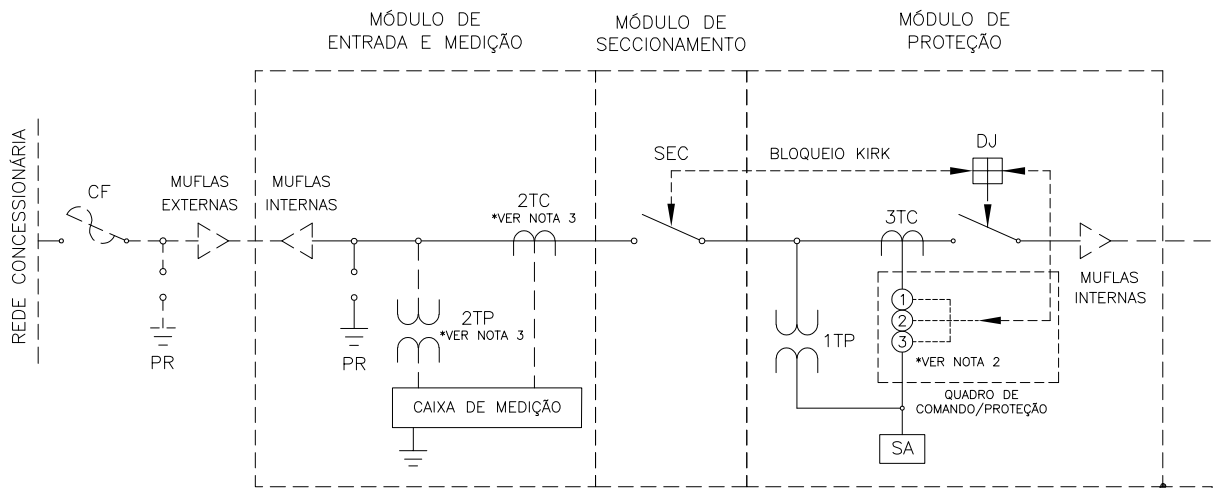 MÓDULO DE
ENTRADA E MEDIÇÃO
MÓDULO DE
SECCIONAMENTO
MÓDULO DE
PROTEÇÃO
REDE CONCESSIONÁRIA
CF
MUFLAS
EXTERNAS
MUFLAS
INTERNAS
2TC
*VER NOTA 3
SEC
BLOQUEIO KIRK
DJ
3TC
MUFLAS
INTERNAS
PR
2TP
*VER NOTA 3
PR
1TP
1
2
3
*VER NOTA 2
CAIXA DE MEDIÇÃO
QUADRO DE
COMANDO/PROTEÇÃO
SA